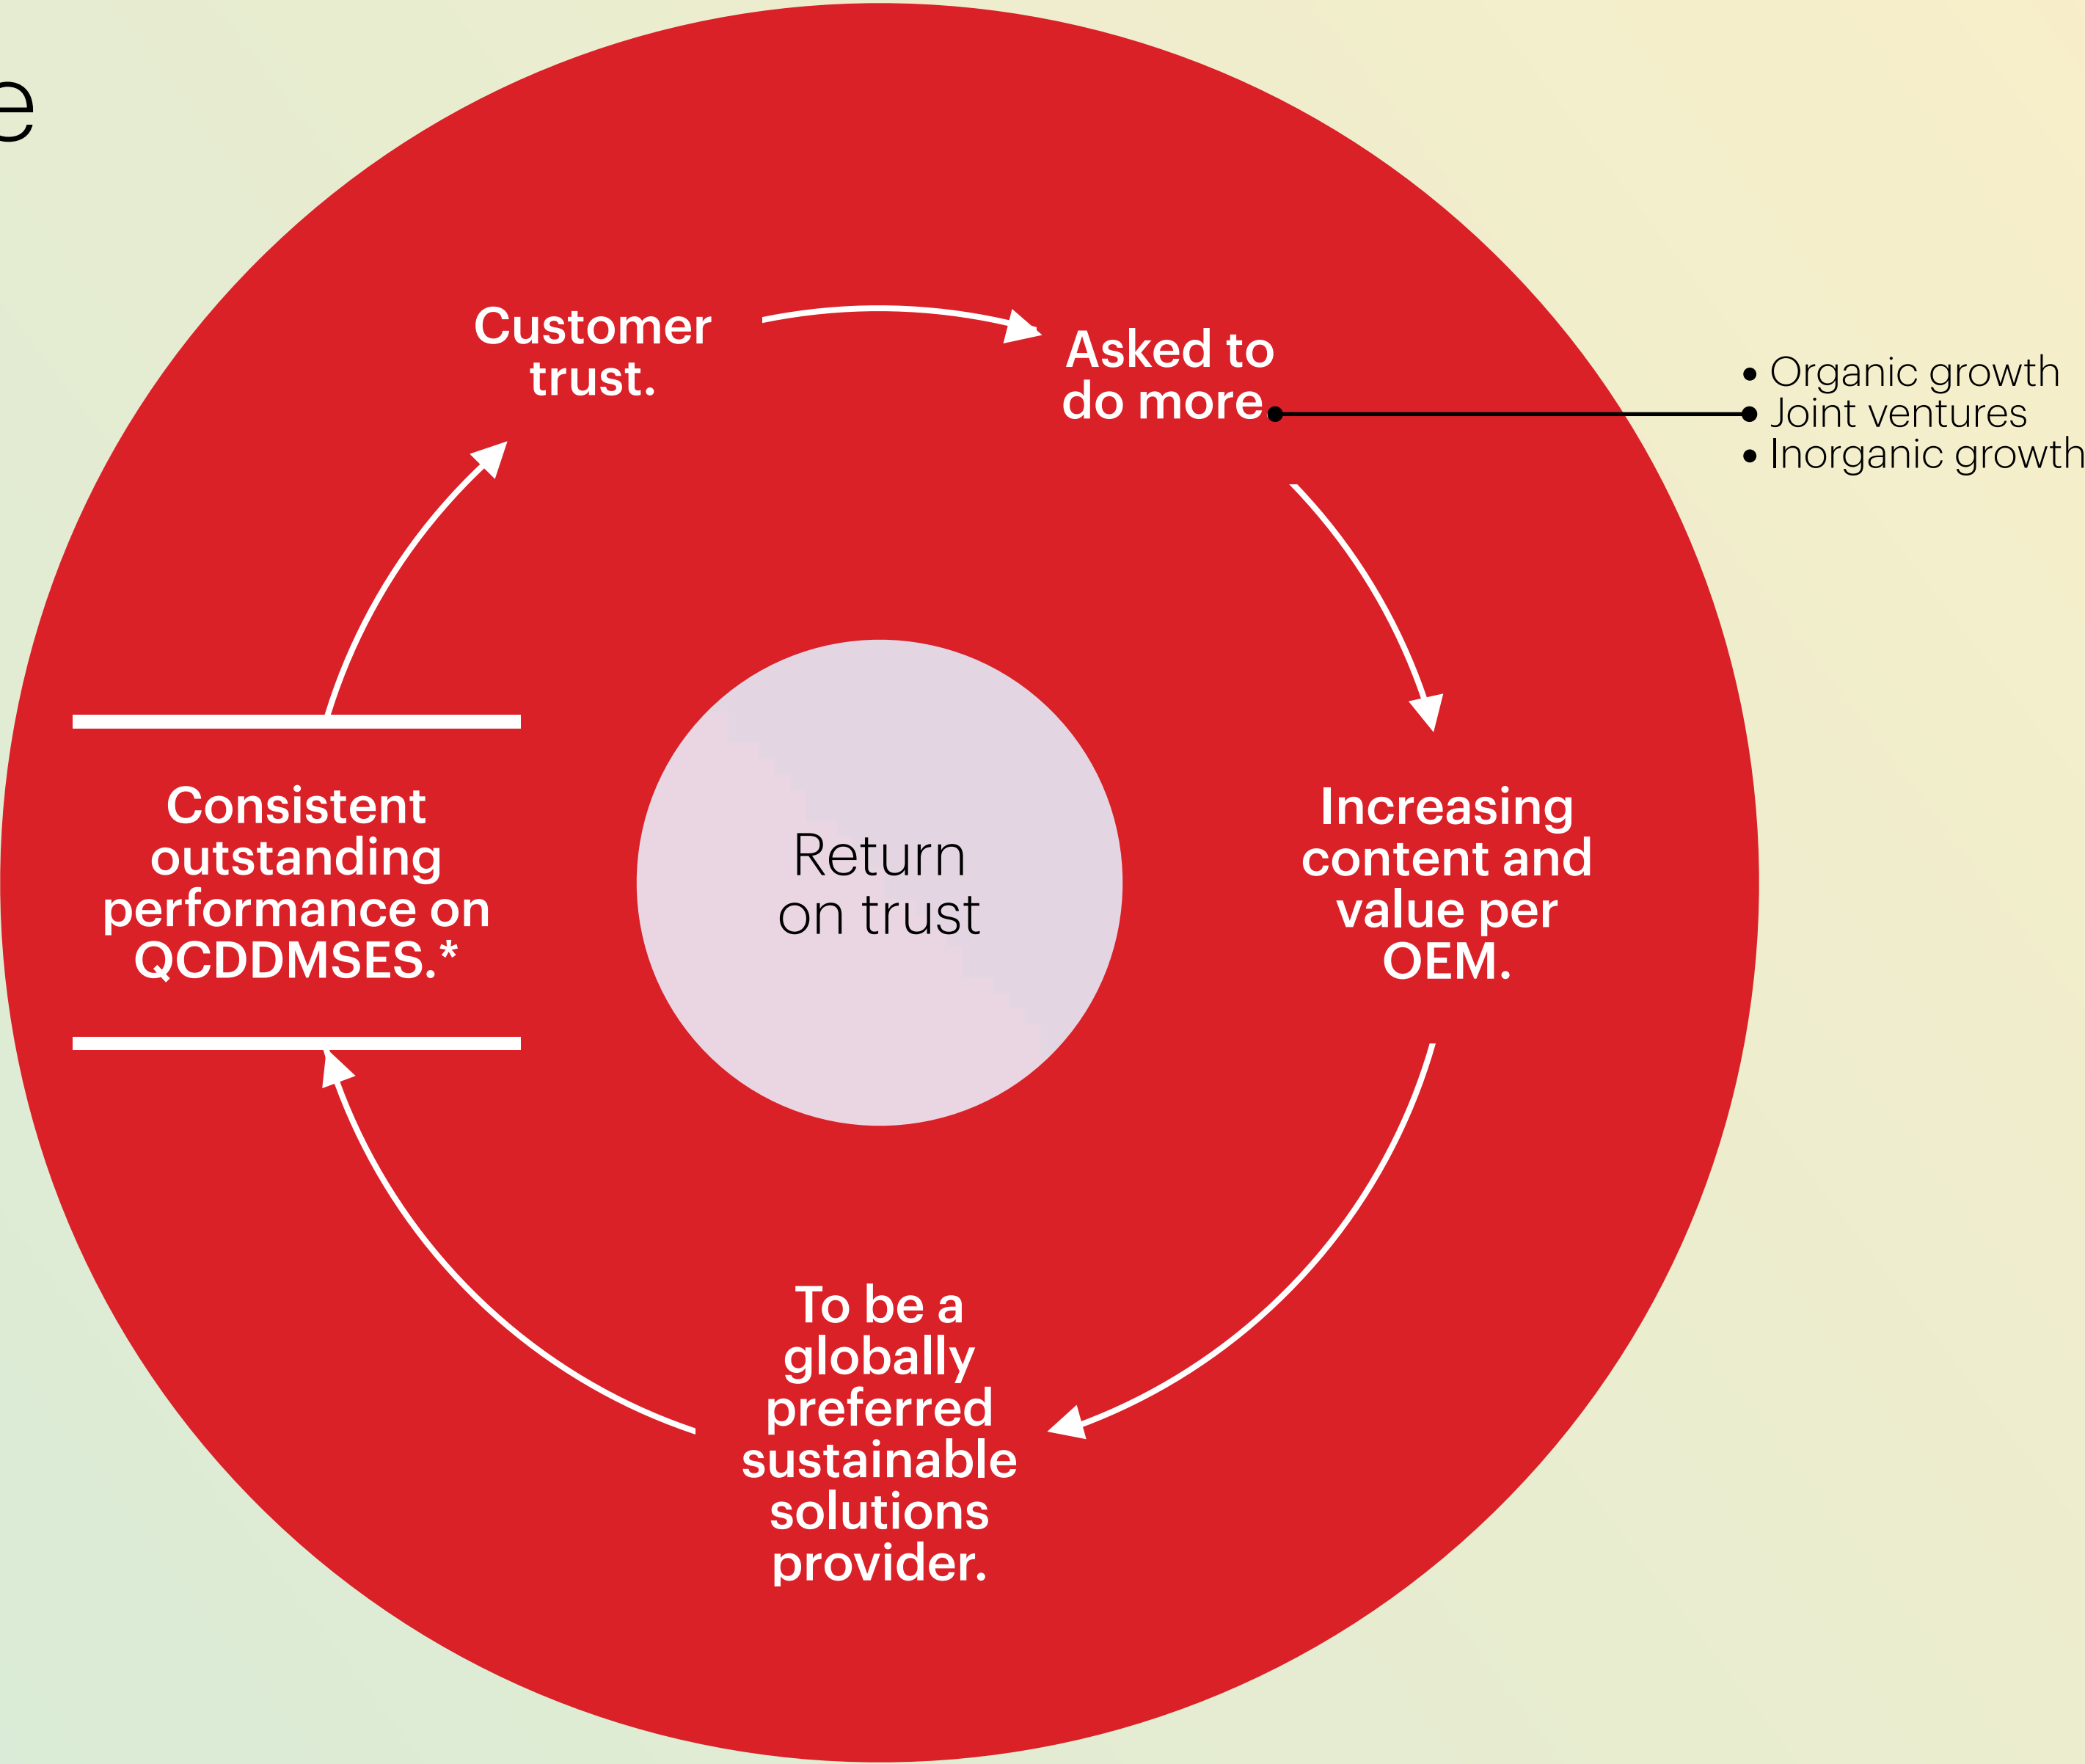 e
Customer
trust.
Asked to
do more
• Organic growth
• Joint ventures
• Inorganic growth
Increasing
content and
value per
OEM.
To be a
globally
preferred
sustainable
solutions
provider.
Consistent
outstanding
performance on
QCDDMSES.*
Return
on trust